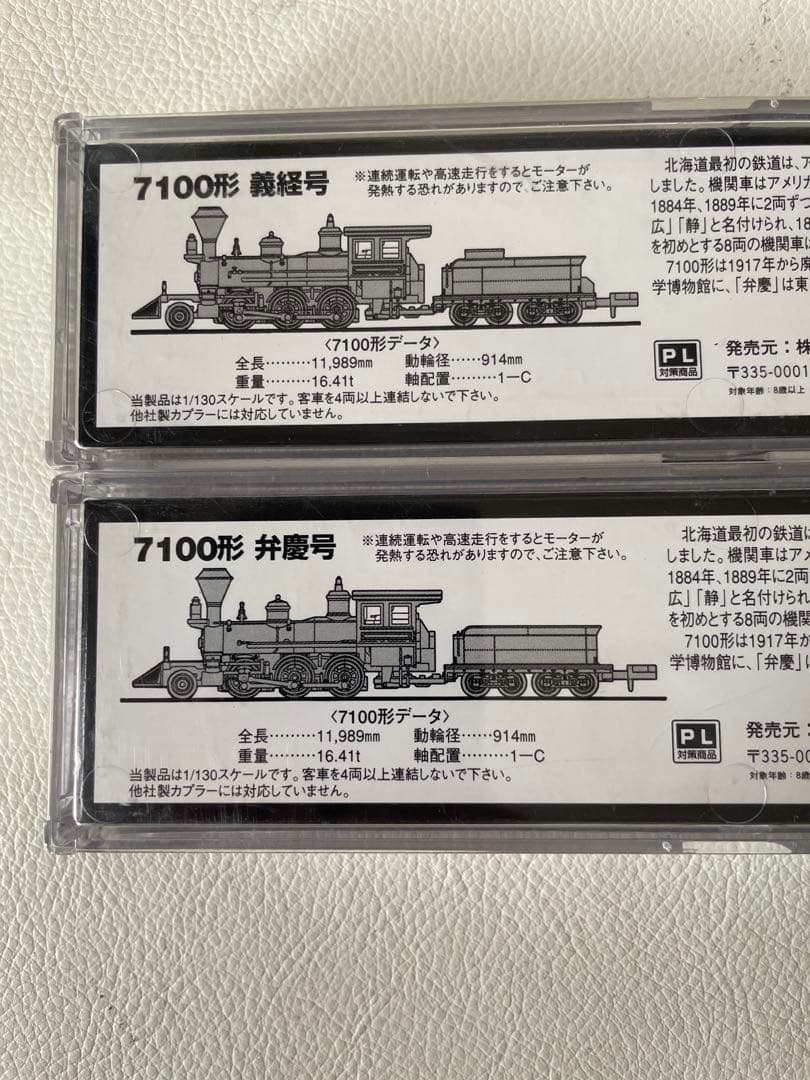 7100形 義経号
※連続運転や高速走行をするとモーターが
発熱する恐れがありますので、ご注意下さい。
〈7100形データ〉
全長………11,989mm 動輪径……914mm
重量………16.41t 軸配置………1ーC
当製品は1/130スケールです。客車を4両以上連結しないで下さい。
他社製カプラーには対応していません。
北海道最初の鉄道は、ア
しました。機関車はアメリカ
1884年、1889年に2両ずつ
広」「静」と名付けられ、18
を初めとする8両の機関車に
7100形は1917年から廃
学博物館に、「弁慶」は東
PL
対策商品
発売元：株
〒335-0001
対象年齢：8歳以上
7100形 弁慶号
※連続運転や高速走行をするとモーターが
発熱する恐れがありますので、ご注意下さい。
〈7100形データ〉
全長………11,989mm 動輪径……914mm
重量………16.41t 軸配置………1ーC
当製品は1/130スケールです。客車を4両以上連結しないで下さい。
他社製カプラーには対応していません。
北海道最初の鉄道は
しました。機関車はアメ
1884年、1889年に2両
広」「静」と名付けられ
を初めとする8両の機関
7100形は1917年か
学博物館に、「弁慶」は
PL
対策商品
発売元：
〒335-00
対象年齢：8歳